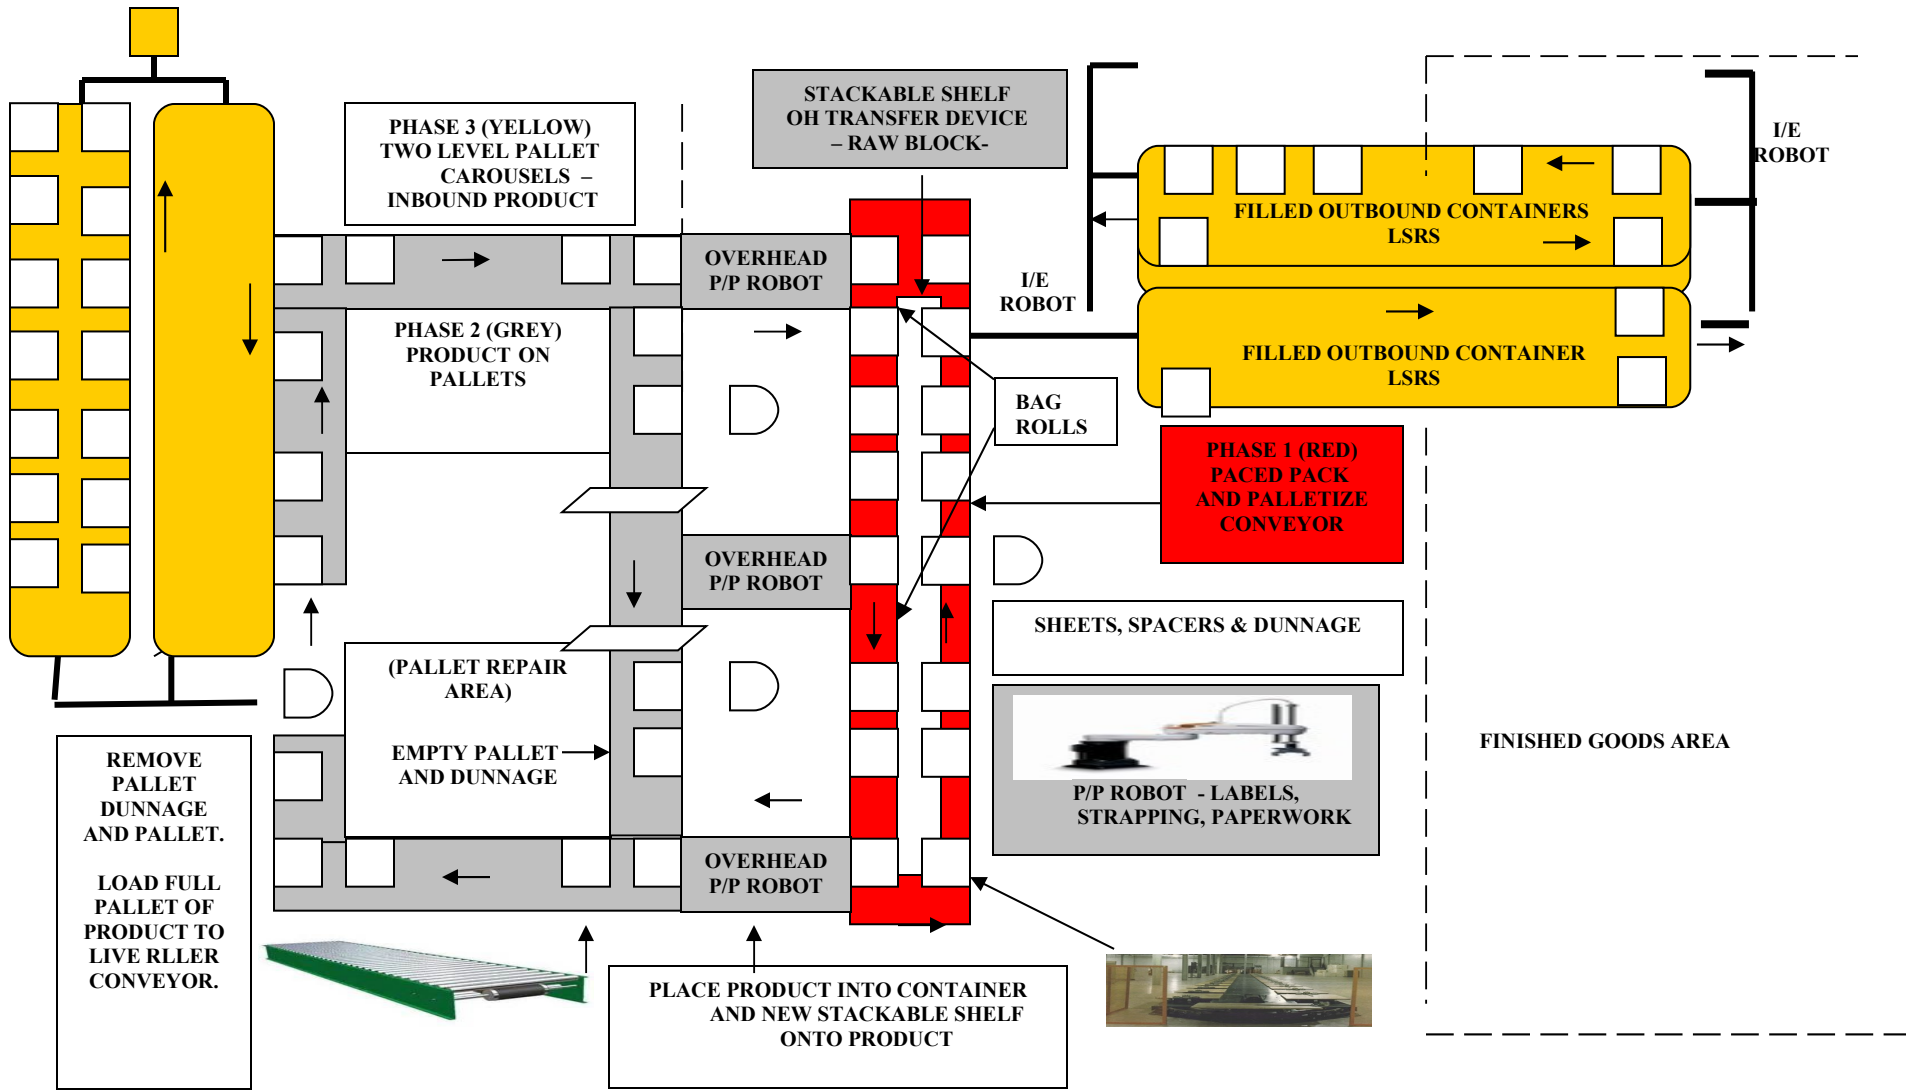 PHASE 3 (YELLOW)
TWO LEVEL PALLET
CAROUSELS –
INBOUND PRODUCT
STACKABLE SHELF
OH TRANSFER DEVICE
– RAW BLOCK-
I/E
ROBOT
FILLED OUTBOUND CONTAINERS
LSRS
OVERHEAD
P/P ROBOT
I/E
ROBOT
PHASE 2 (GREY)
PRODUCT ON
PALLETS
FILLED OUTBOUND CONTAINER
LSRS
BAG
ROLLS
PHASE 1 (RED)
PACED PACK
AND PALLETIZE
CONVEYOR
OVERHEAD
P/P ROBOT
SHEETS, SPACERS & DUNNAGE
(PALLET REPAIR
AREA)
EMPTY PALLET
AND DUNNAGE
P/P ROBOT - LABELS,
STRAPPING, PAPERWORK
FINISHED GOODS AREA
REMOVE
PALLET
DUNNAGE
AND PALLET.
LOAD FULL
PALLET OF
PRODUCT TO
LIVE RLLER
CONVEYOR.
OVERHEAD
P/P ROBOT
PLACE PRODUCT INTO CONTAINER
AND NEW STACKABLE SHELF
ONTO PRODUCT